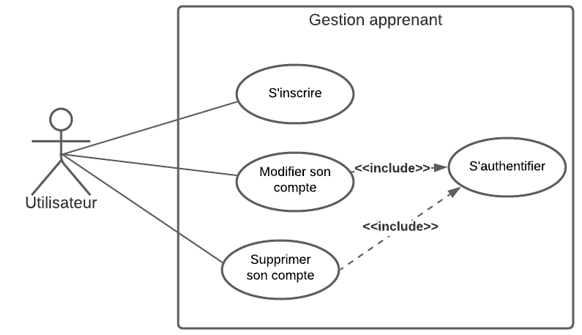 Gestion apprenant
S'inscrire
Modifier son
compte
<<include>>
S'authentifier
Utilisateur
<<include>>
Supprimer
son compte